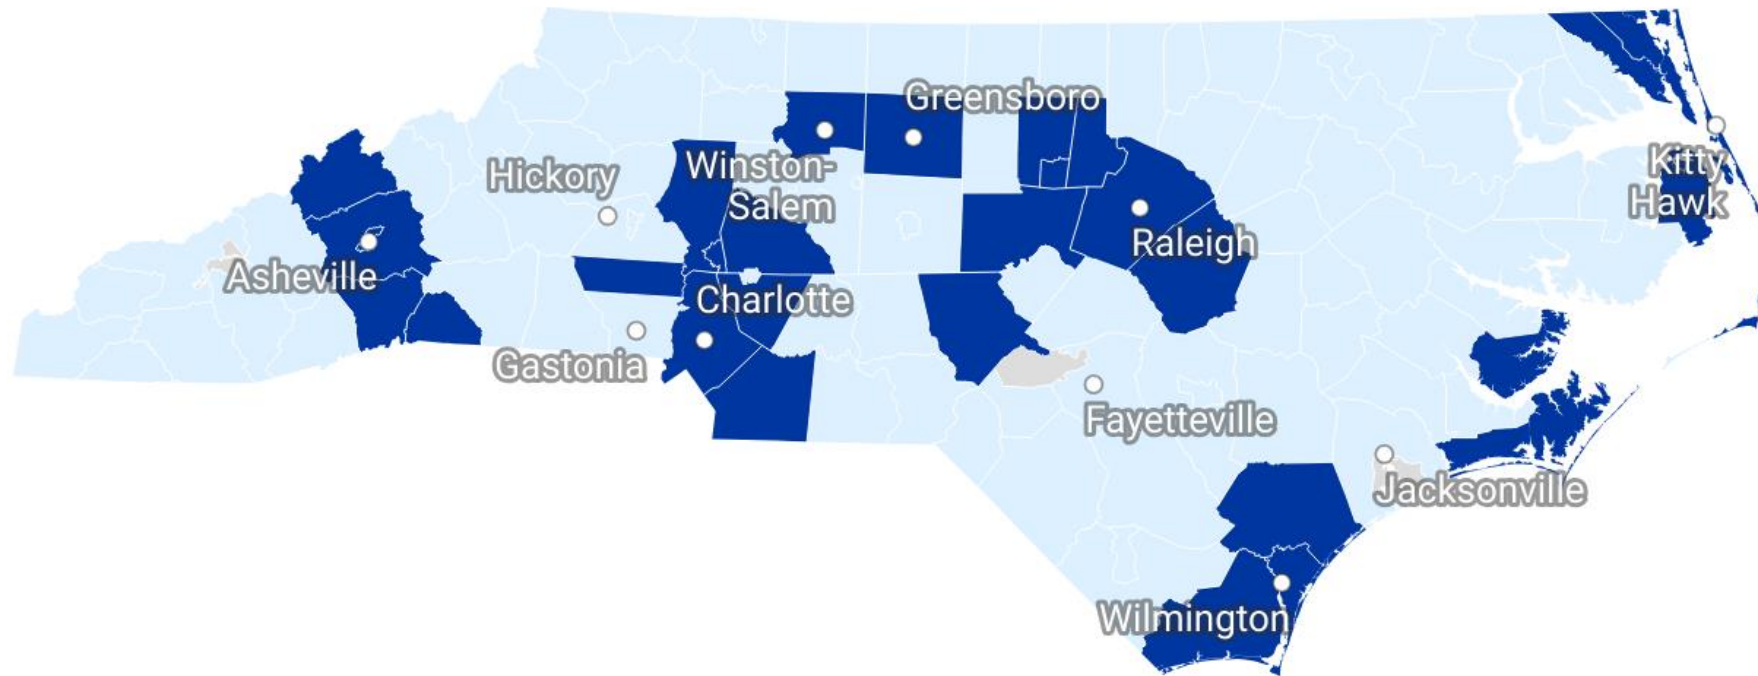 Greensboro
Kitty
Hawk
Hickory
Winston-
Salem
Raleigh
Asheville
Charlotte
Gastonia
Fayetteville
Jacksonville
Wilmington